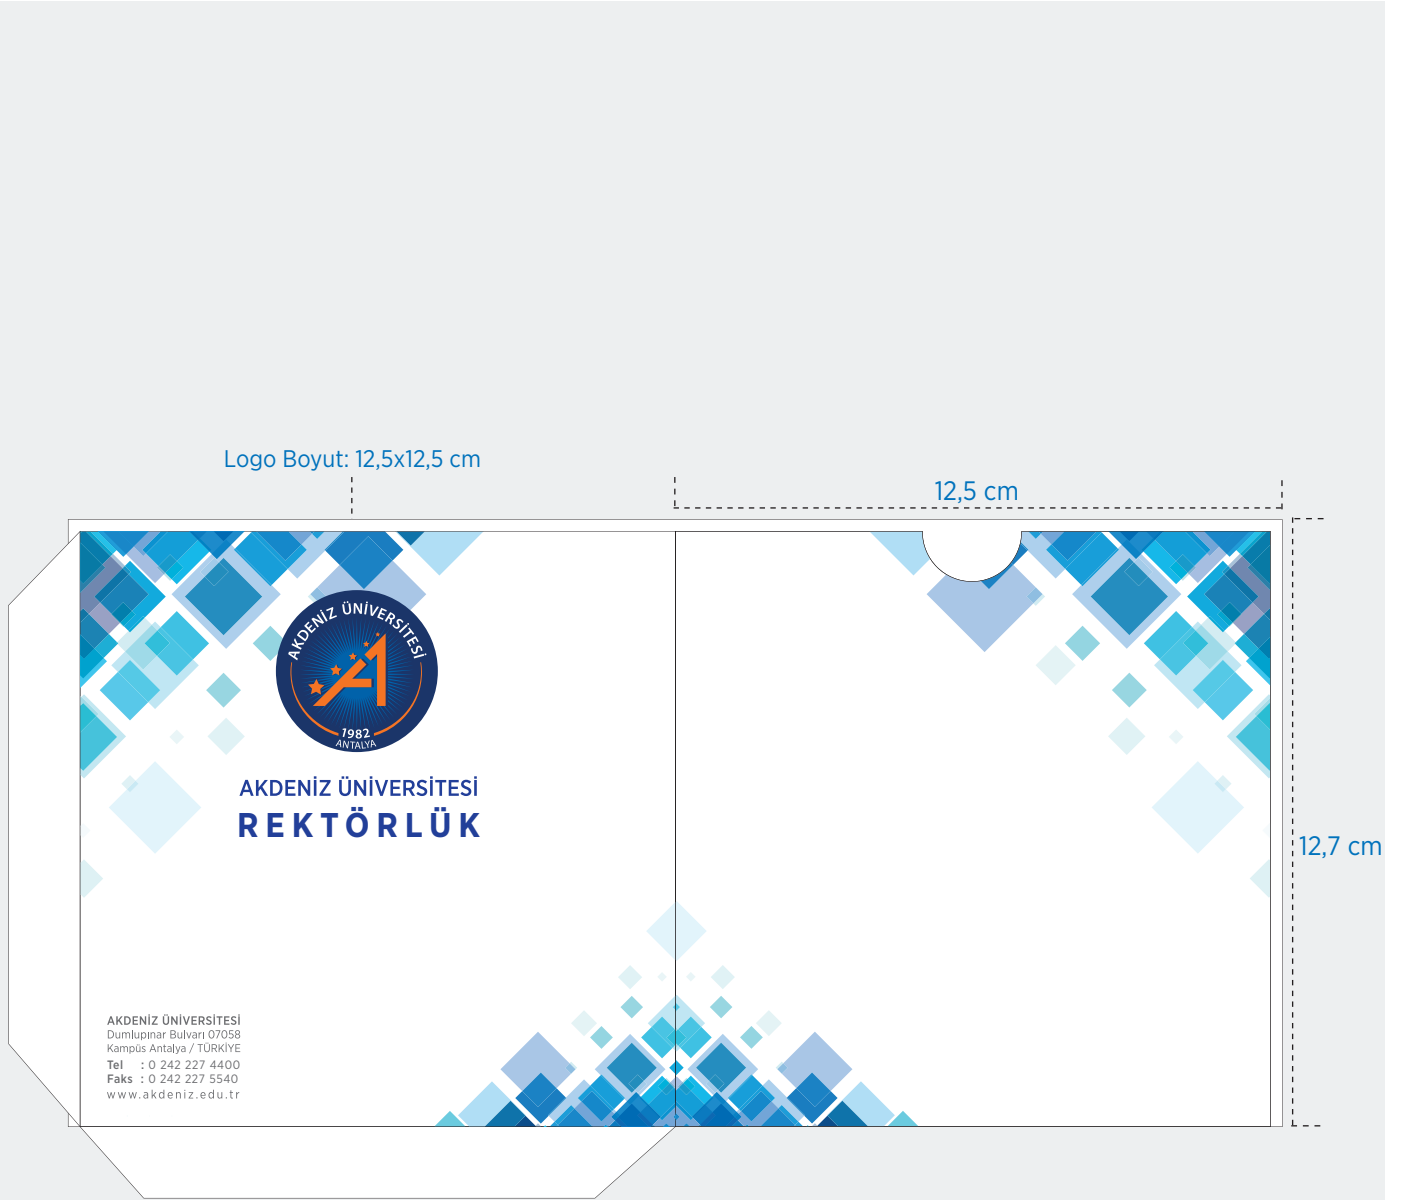 Logo Boyut: 12,5x12,5 cm
12,5 cm
AKDENİZ ÜNİVERSİTESİ
1982
ANTALYA
AKDENİZ ÜNİVERSİTESİ
REKTÖRLÜK
12,7 cm
AKDENİZ ÜNİVERSİTESİ
Dumlupınar Bulvarı 07058
Kampüs Antalya / TÜRKİYE
Tel : 0 242 227 4400
Faks : 0 242 227 5540
www.akdeniz.edu.tr